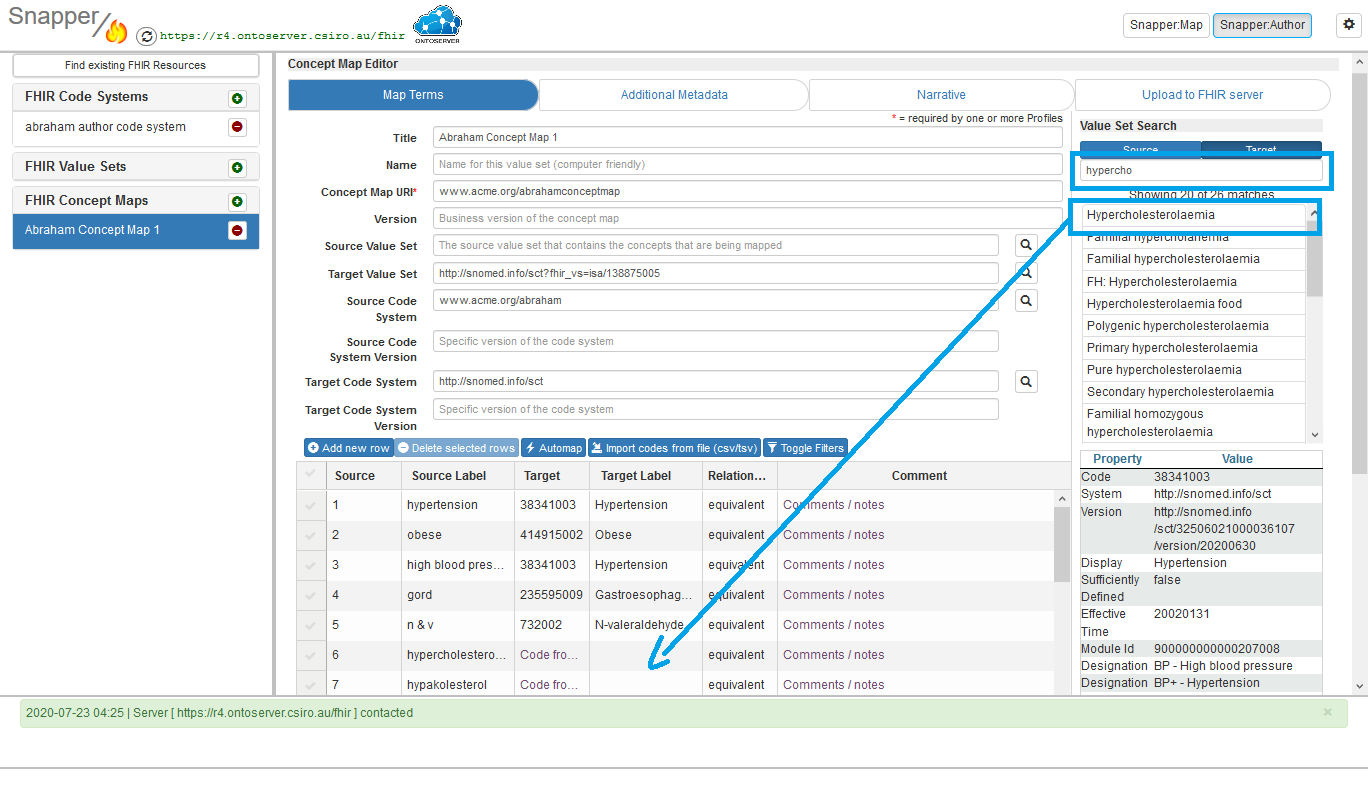 Snapper
https://r4.ontoserver.csiro.au/fhir
ONTOSERVER
Snapper:Map
Snapper:Author
Find existing FHIR Resources
FHIR Code Systems
abraham author code system
FHIR Value Sets
FHIR Concept Maps
Abraham Concept Map 1
Concept Map Editor
Map Terms
Additional Metadata
Narrative
Upload to FHIR server
* = required by one or more Profiles
Title
Abraham Concept Map 1
Name
Name for this value set (computer friendly)
Concept Map URI*
www.acme.org/abrahamconceptmap
Version
Business version of the concept map
Source Value Set
The source value set that contains the concepts that are being mapped
Target Value Set
http://snomed.info/sct?fhir_vs=isa/138875005
Source Code
System
www.acme.org/abraham
Source Code
System Version
Specific version of the code system
Target Code System
http://snomed.info/sct
Target Code System
Version
Specific version of the code system
Add new row
Delete selected rows
Automap
Import codes from file (csv/tsv)
Toggle Filters
Source Source Label Target Target Label Relation... Comment
1 hypertension 38341003 Hypertension equivalent Comments / notes
2 obese 414915002 Obese equivalent Comments / notes
3 high blood pres... 38341003 Hypertension equivalent Comments / notes
4 gord 235595009 Gastroesophag... equivalent Comments / notes
5 n & v 732002 N-valeraldehyde equivalent Comments / notes
6 hypercholestero... Code fro... equivalent Comments / notes
7 hypakolesterol Code fro... equivalent Comments / notes
Value Set Search
Source
Target
hypercho
Showing 20 of 26 matches
Hypercholesterolaemia
Familial hypercholanemia
Familial hypercholesterolaemia
FH: Hypercholesterolaemia
Hypercholesterolaemia food
Polygenic hypercholesterolaemia
Primary hypercholesterolaemia
Pure hypercholesterolaemia
Secondary hypercholesterolaemia
Familial homozygous
hypercholesterolaemia
Property Value
Code 38341003
System http://snomed.info/sct
Version http://snomed.info
/sct/32506021000036107
/version/20200630
Display Hypertension
Sufficiently false
Defined
Effective 20020131
Time
Module Id 900000000000207008
Designation BP - High blood pressure
Designation BP+ - Hypertension
2020-07-23 04:25 | Server [ https://r4.ontoserver.csiro.au/fhir ] contacted